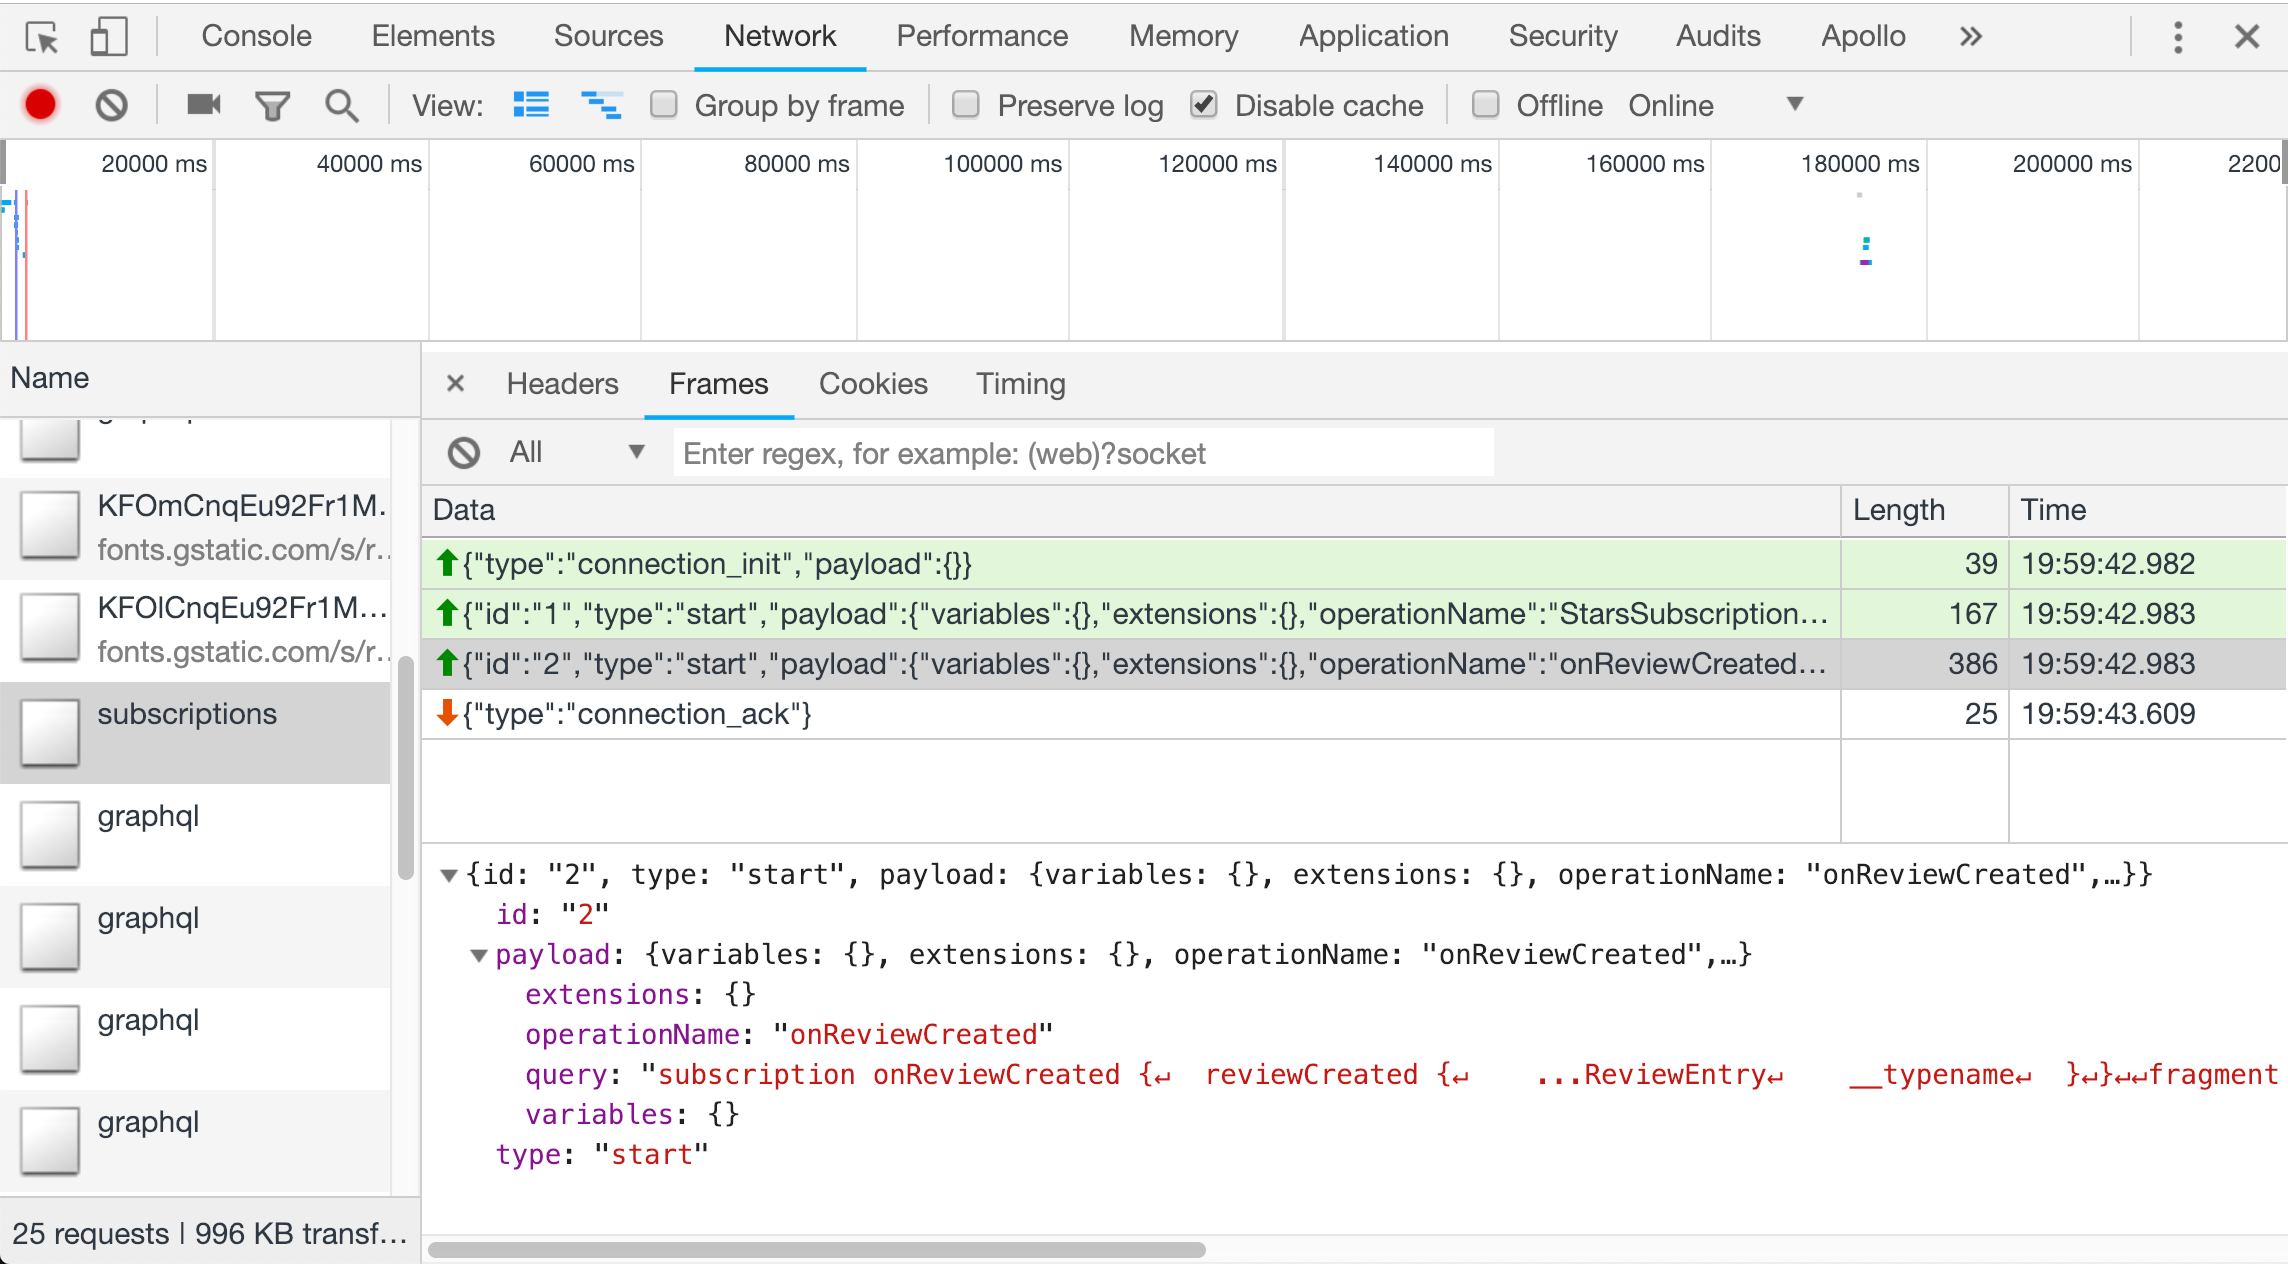 Console Elements Sources Network Performance Memory Application Security Audits Apollo »
View: Group by frame Preserve log Disable cache Offline Online
20000 ms 40000 ms 60000 ms 80000 ms 100000 ms 120000 ms 140000 ms 160000 ms 180000 ms 200000 ms 2200
Name
KFOmCnqEu92Fr1M…
fonts.gstatic.com/s/r…
KFOlCnqEu92Fr1M…
fonts.gstatic.com/s/r…
subscriptions
graphql
graphql
graphql
graphql
25 requests | 996 KB transf…
× Headers Frames Cookies Timing
All Enter regex, for example: (web)?socket
Data Length Time
{"type":"connection_init","payload":{}} 39 19:59:42.982
{"id":"1","type":"start","payload":{"variables":{},"extensions":{},"operationName":"StarsSubscription… 167 19:59:42.983
{"id":"2","type":"start","payload":{"variables":{},"extensions":{},"operationName":"onReviewCreated… 386 19:59:42.983
{"type":"connection_ack"} 25 19:59:43.609
{id: "2", type: "start", payload: {variables: {}, extensions: {}, operationName: "onReviewCreated",…}}
id: "2"
payload: {variables: {}, extensions: {}, operationName: "onReviewCreated",…}
extensions: {}
operationName: "onReviewCreated"
query: "subscription onReviewCreated {↵ reviewCreated {↵ ...ReviewEntry↵ __typename↵ }↵}↵↵fragment
variables: {}
type: "start"